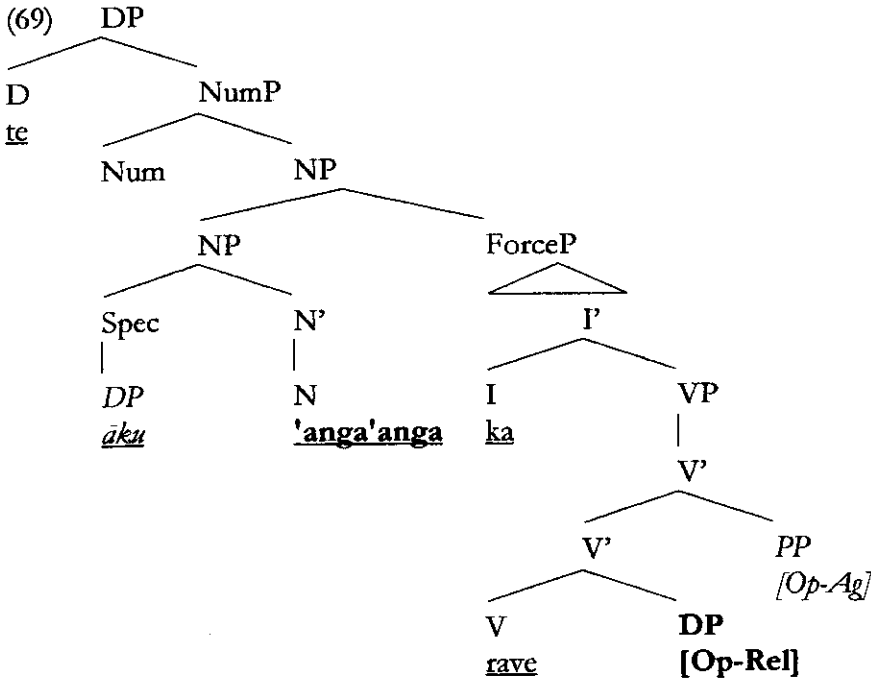 (69) DP
D NumP
te
Num NP
NP ForceP
Spec N' I'
DP N I VP
āku 'anga'anga ka
V'
V' PP
[Op-Ag]
V DP
rave [Op-Rel]